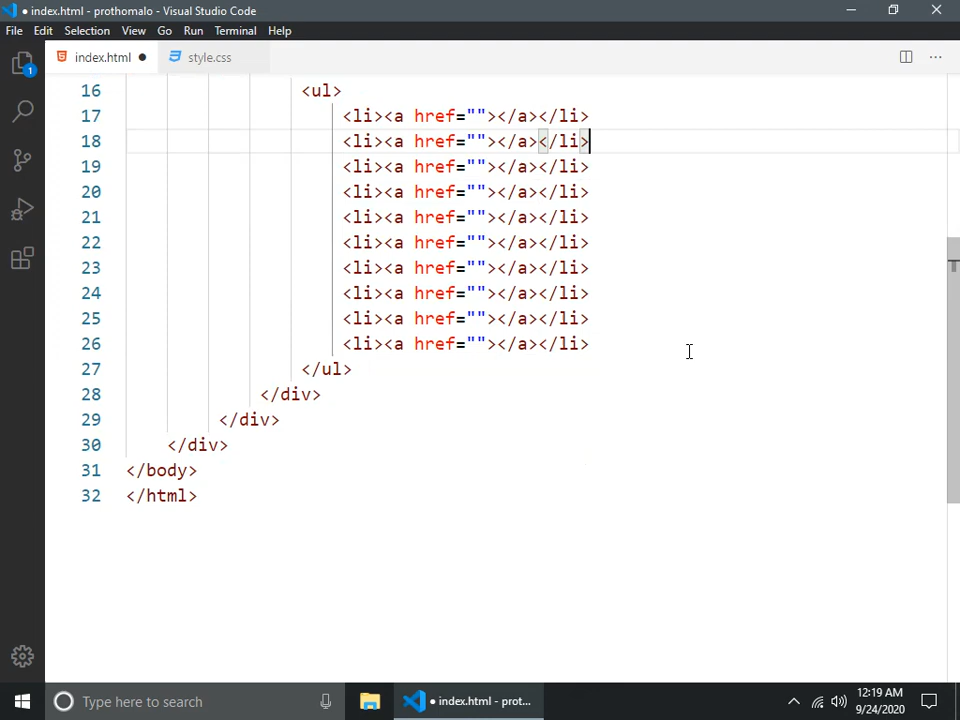 ● index.html - prothomalo - Visual Studio Code
File Edit Selection View Go Run Terminal Help
index.html ● style.css
1
16 <ul>
17 <li><a href=""></a></li>
18 <li><a href=""></a></li>
19 <li><a href=""></a></li>
20 <li><a href=""></a></li>
21 <li><a href=""></a></li>
22 <li><a href=""></a></li>
23 <li><a href=""></a></li>
24 <li><a href=""></a></li>
25 <li><a href=""></a></li>
26 <li><a href=""></a></li>
27 </ul>
28 </div>
29 </div>
30 </div>
31 </body>
32 </html>
Type here to search
● index.html - prot...
12:19 AM
9/24/2020